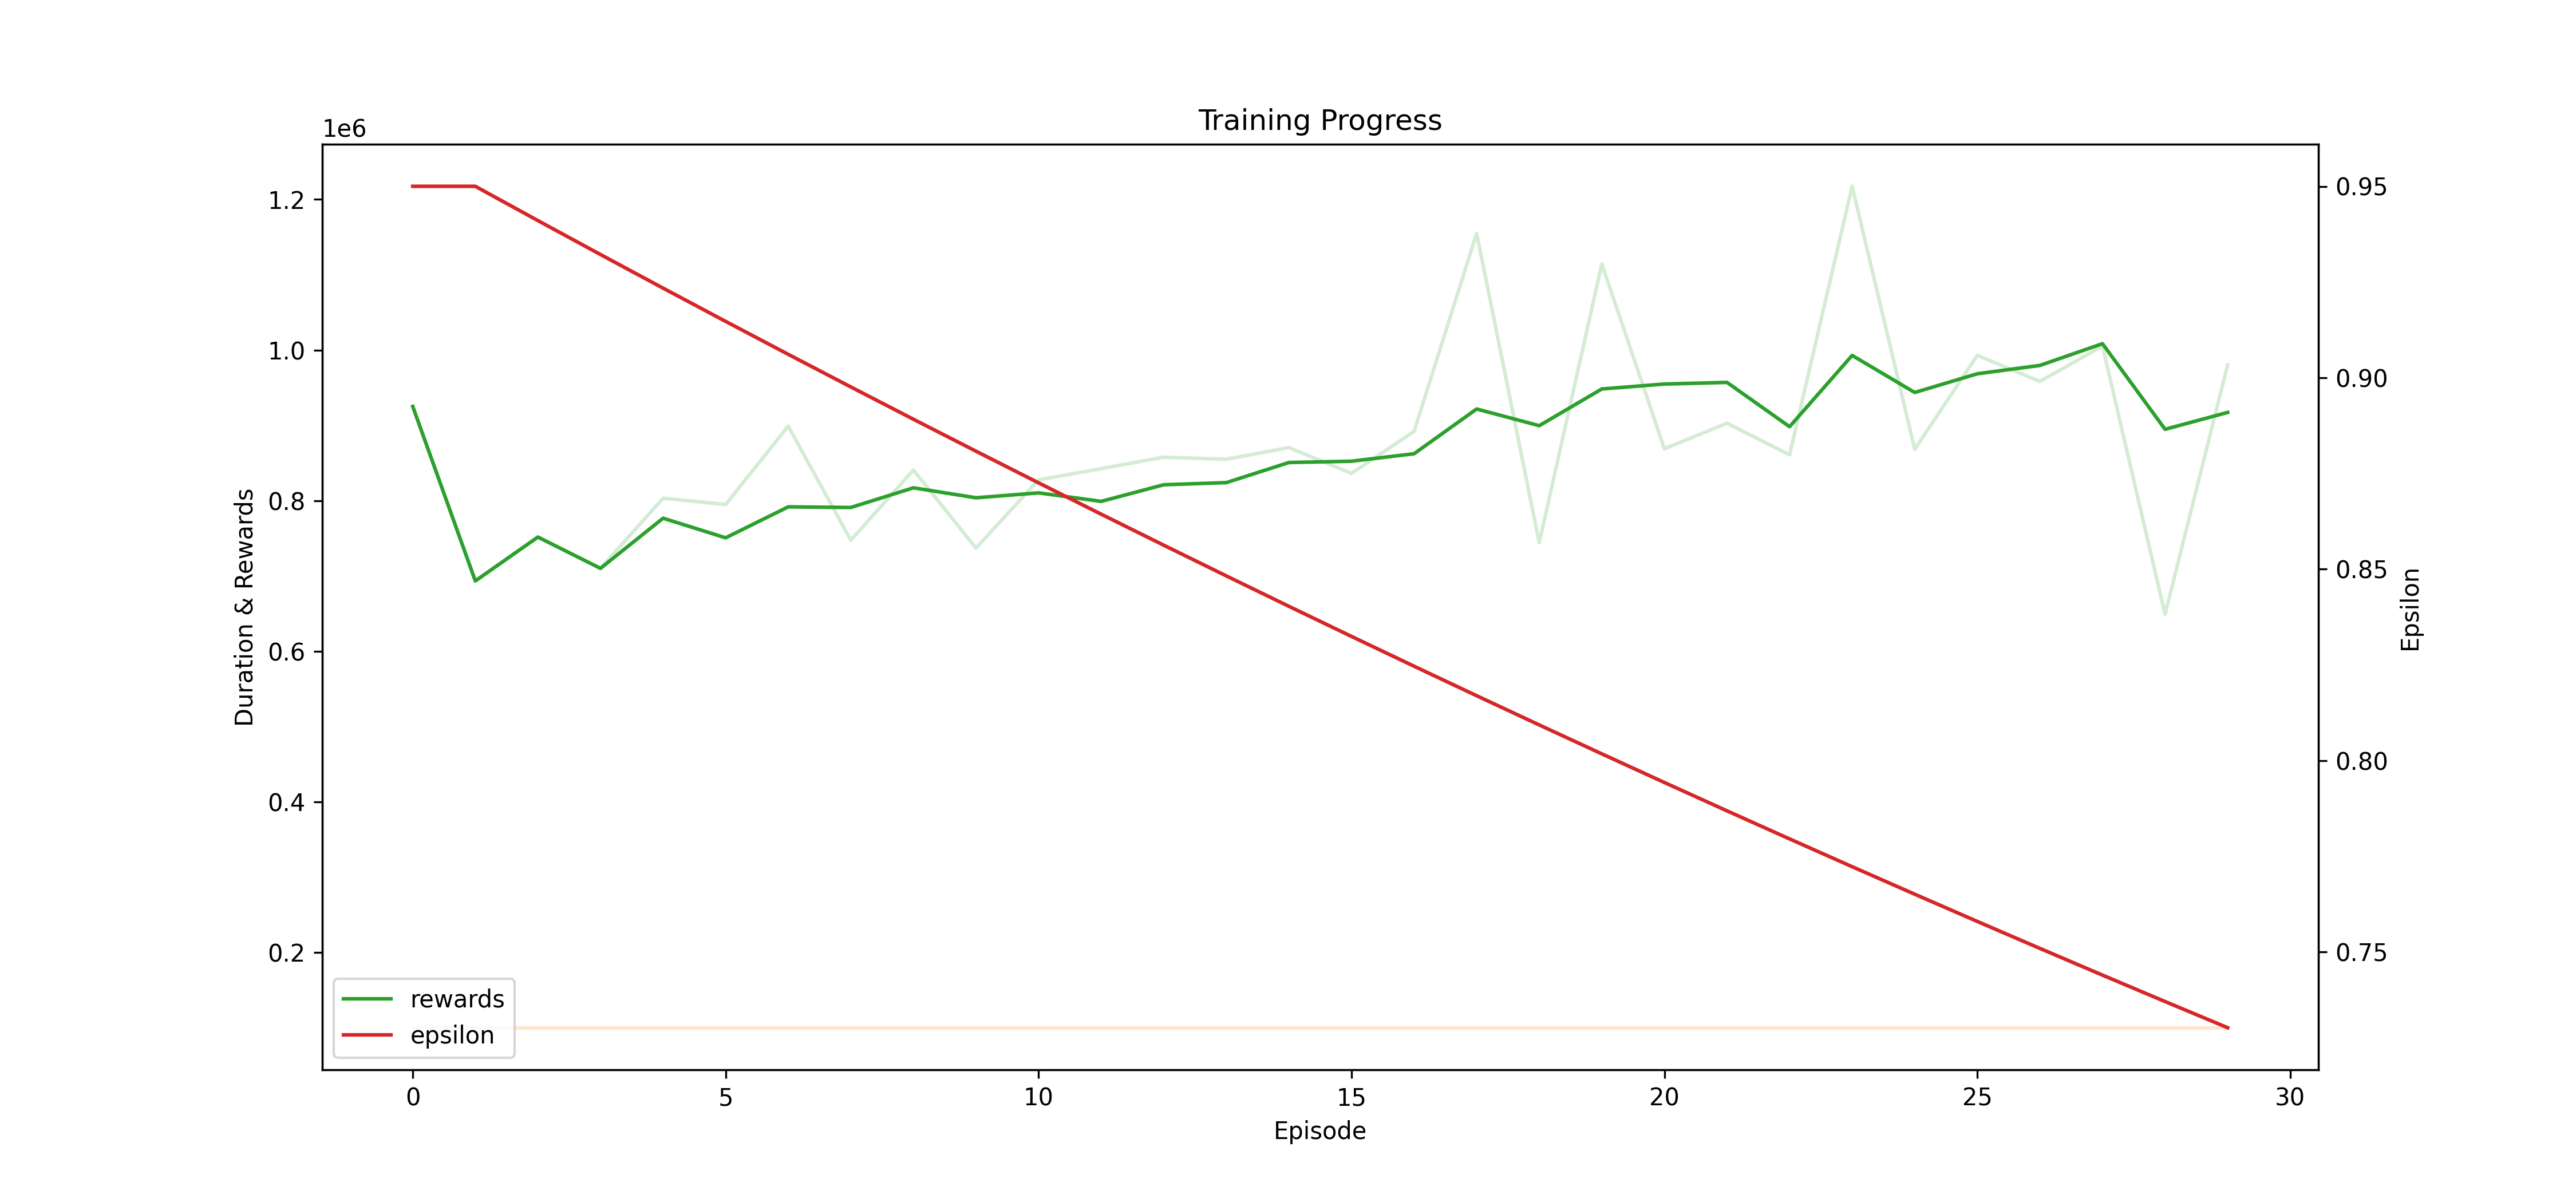 Training Progress
1e6
1.2
1.0
0.8
0.6
0.4
0.2
Duration & Rewards
0.95
0.90
0.85
0.80
0.75
Epsilon
rewards
epsilon
0 5 10 15 20 25 30
Episode